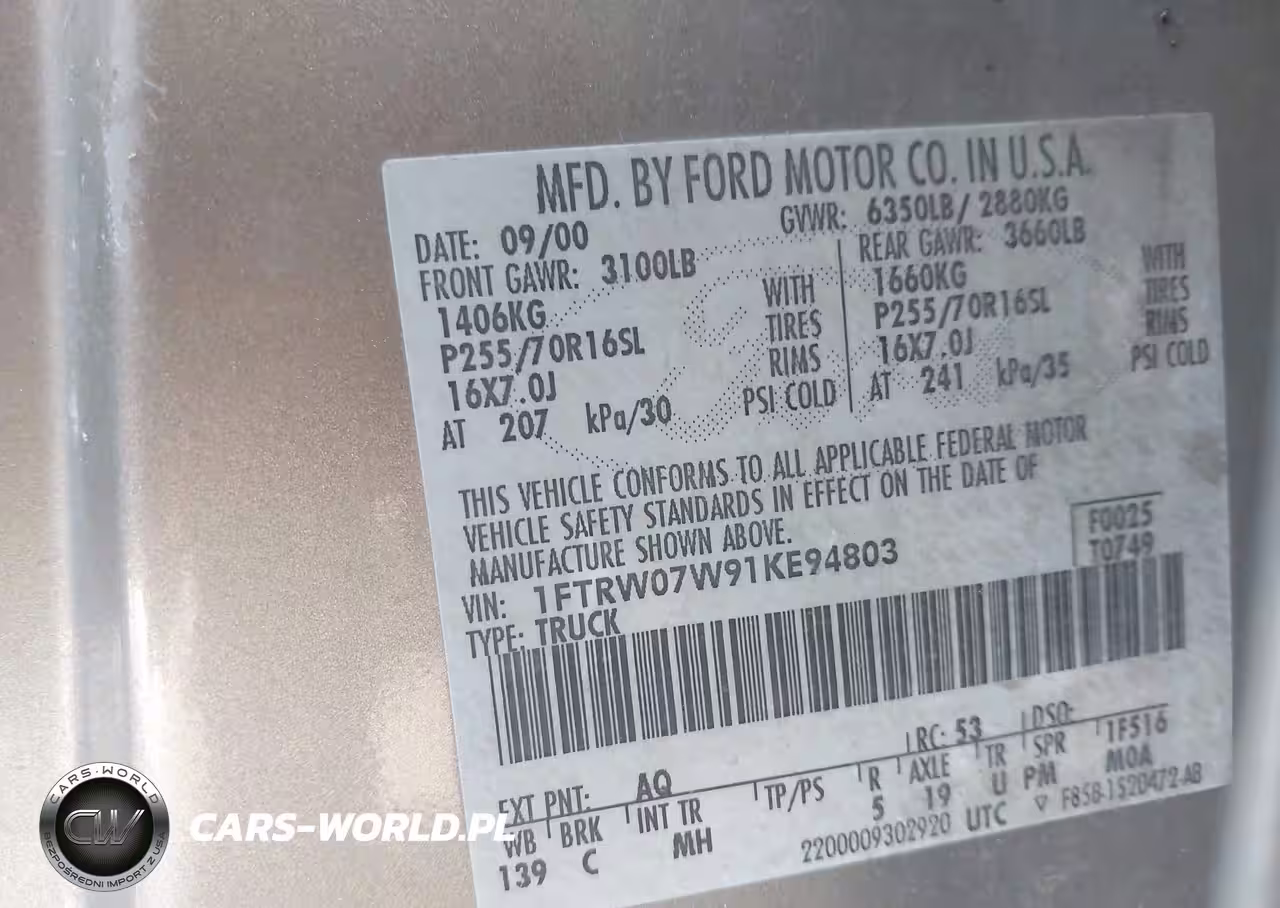 MFD. BY FORD MOTOR CO. IN U.S.A.
DATE: 09/00 GVWR: 6350LB/ 2880KG
FRONT GAWR: 3100LB REAR GAWR: 3660LB
1406KG WITH 1660KG WITH
P255/70R16SL TIRES P255/70R16SL TIRES
16X7.0J RIMS 16X7.0J RIMS
AT 207 kPa/30 PSI COLD AT 241 kPa/35 PSI COLD
THIS VEHICLE CONFORMS TO ALL APPLICABLE FEDERAL MOTOR
VEHICLE SAFETY STANDARDS IN EFFECT ON THE DATE OF
MANUFACTURE SHOWN ABOVE.
F0025
T0749
VIN: 1FTRW07W91KE94803
TYPE: TRUCK
EXT PNT: AQ RC: 53 DSO: 1F516
WB BRK INT TR TP/PS R AXLE TR SPR MOA
139 C MH 5 19 U PM
2200009302920 UTC ▽ F85B-1520472-AB
CARS-WORLD
CW
BEZPOŚREDNI IMPORT Z USA
CARS-WORLD.PL